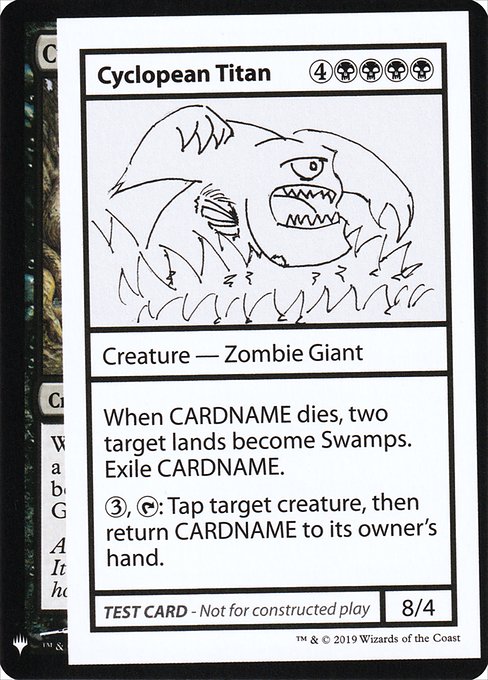 Cyclopean Titan 4
Creature — Zombie Giant
When CARDNAME dies, two
target lands become Swamps.
Exile CARDNAME.
3, : Tap target creature, then
return CARDNAME to its owner's
hand.
TEST CARD - Not for constructed play 8/4
™ & © 2019 Wizards of the Coast